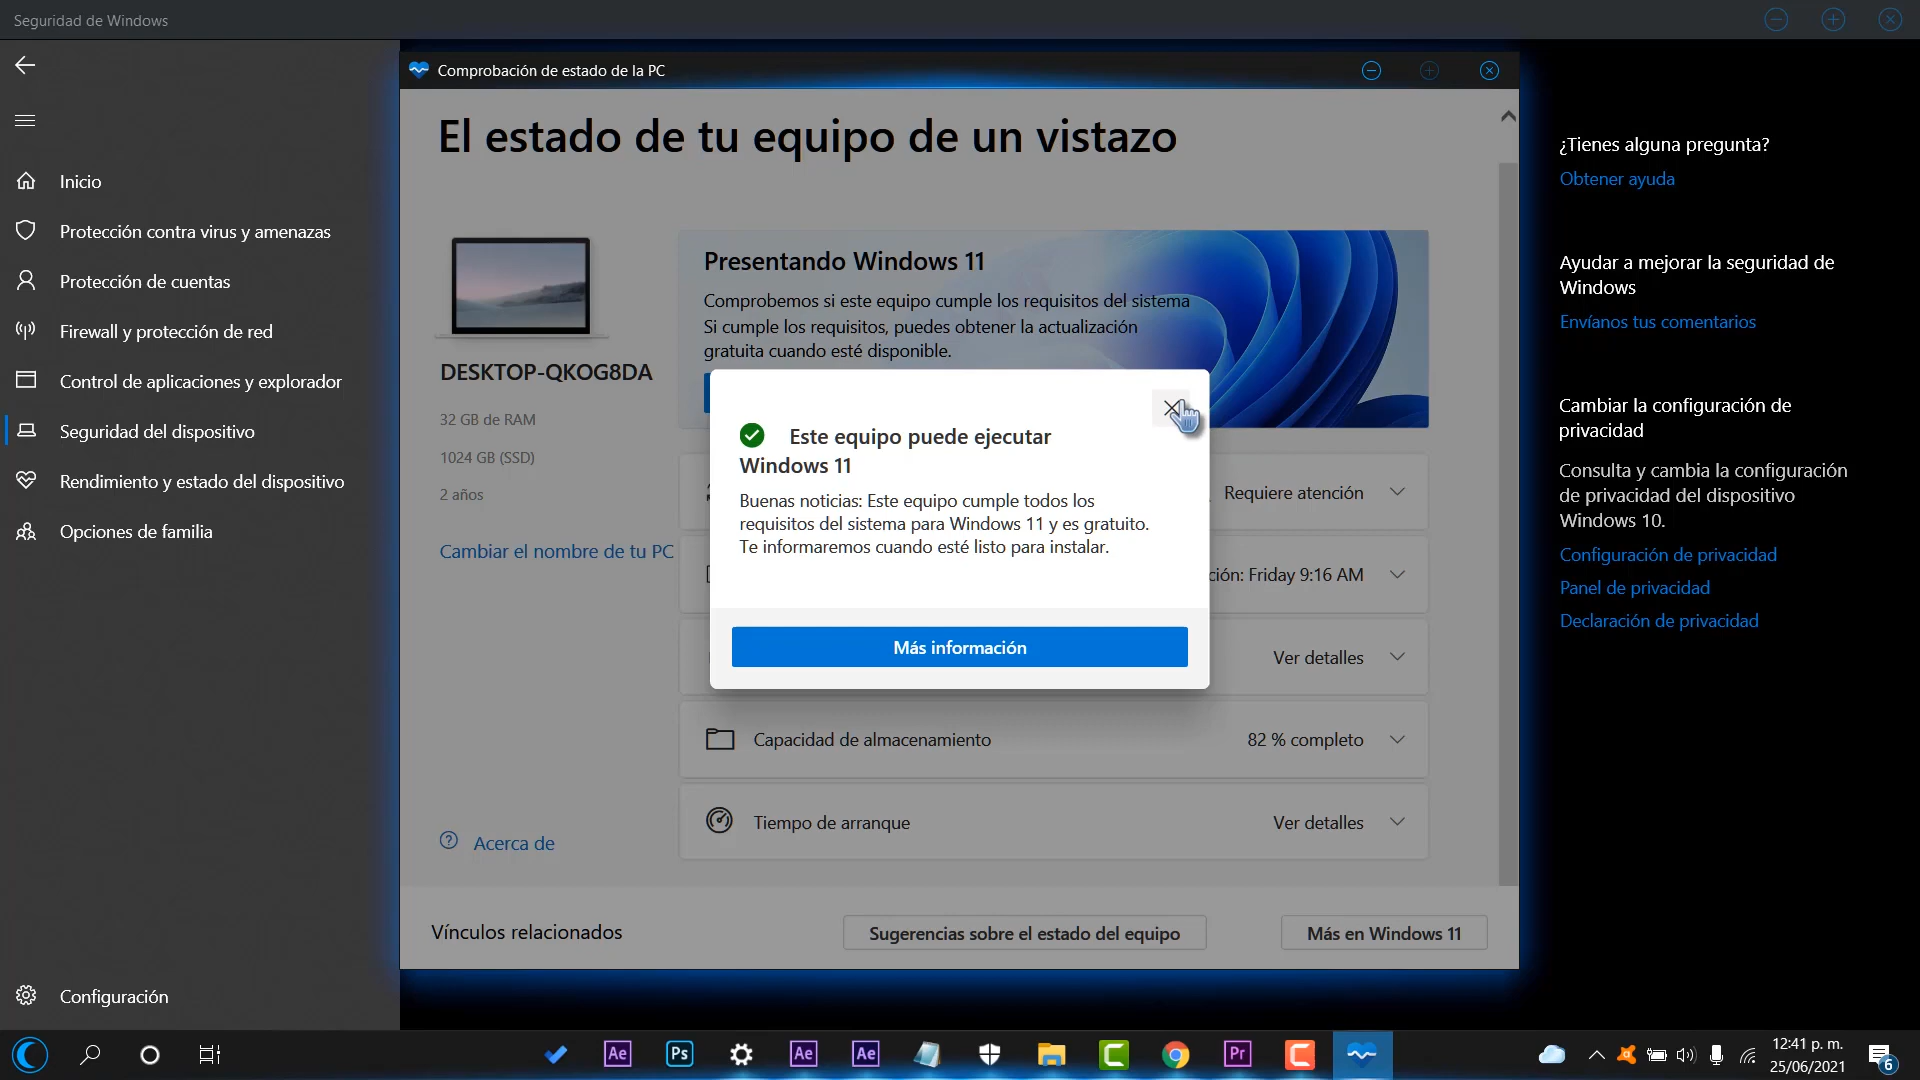 Seguridad de Windows
Inicio
Protección contra virus y amenazas
Protección de cuentas
Firewall y protección de red
Control de aplicaciones y explorador
Seguridad del dispositivo
Rendimiento y estado del dispositivo
Opciones de familia
Configuración
Comprobación de estado de la PC
El estado de tu equipo de un vistazo
DESKTOP-QKOG8DA
32 GB de RAM
1024 GB (SSD)
2 años
Cambiar el nombre de tu PC
Acerca de
Presentando Windows 11
Comprobemos si este equipo cumple los requisitos del sistema
Si cumple los requisitos, puedes obtener la actualización
gratuita cuando esté disponible.
Este equipo puede ejecutar
Windows 11
Buenas noticias: Este equipo cumple todos los
requisitos del sistema para Windows 11 y es gratuito.
Te informaremos cuando esté listo para instalar.
Más información
Requiere atención
ción: Friday 9:16 AM
Ver detalles
Capacidad de almacenamiento 82 % completo
Tiempo de arranque Ver detalles
Vínculos relacionados
Sugerencias sobre el estado del equipo
Más en Windows 11
¿Tienes alguna pregunta?
Obtener ayuda
Ayudar a mejorar la seguridad de
Windows
Envíanos tus comentarios
Cambiar la configuración de
privacidad
Consulta y cambia la configuración
de privacidad del dispositivo
Windows 10.
Configuración de privacidad
Panel de privacidad
Declaración de privacidad
Ae
Ps
Ae
Ae
Pr
12:41 p. m.
25/06/2021
6